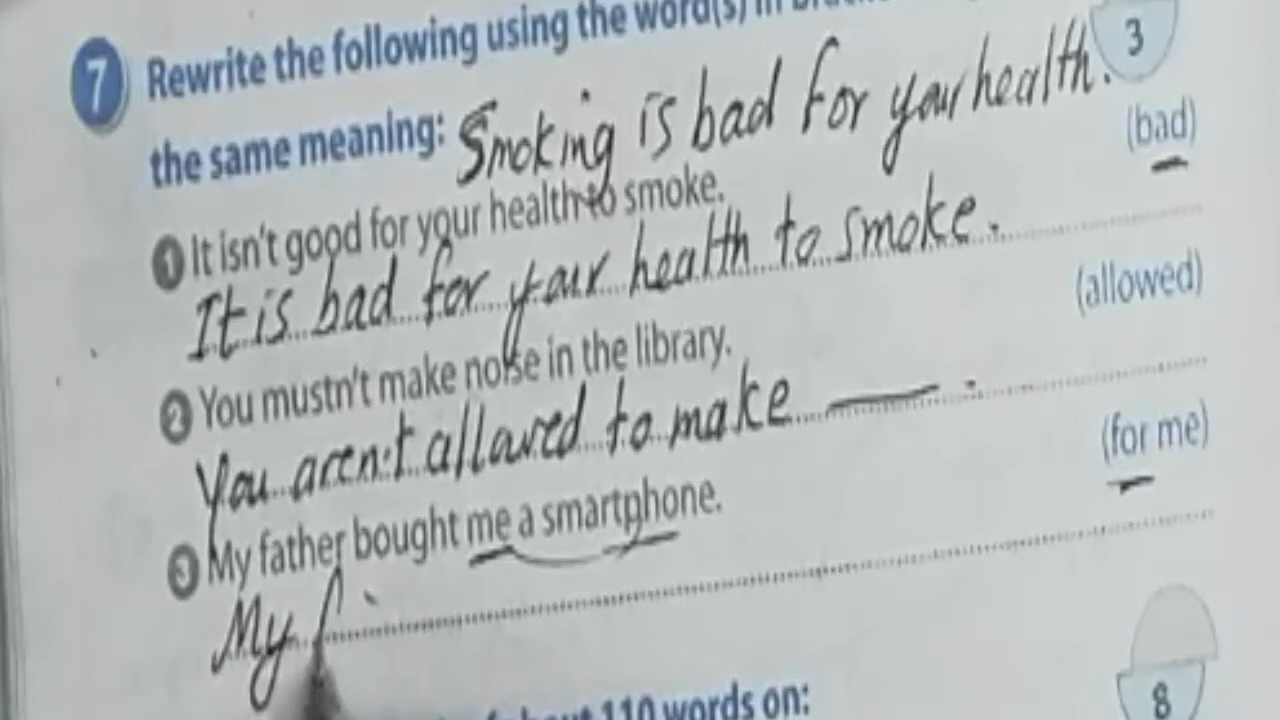 7 Rewrite the following using the word(s) in
3
the same meaning: Smoking is bad for your health.
(bad)
1 It isn't good for your health to smoke.
It is bad for your health to smoke.
(allowed)
2 You mustn't make noise in the library.
You aren't allowed to make
(for me)
3 My father bought me a smartphone.
My f
110 words on:
8